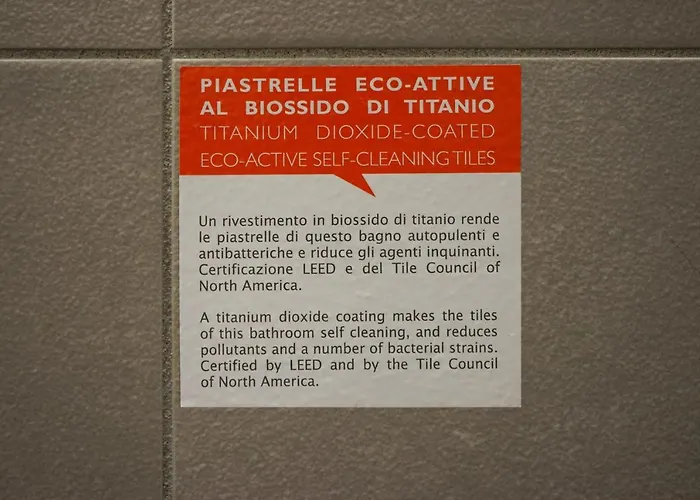 PIASTRELLE ECO-ATTIVE
AL BIOSSIDO DI TITANIO
TITANIUM DIOXIDE-COATED
ECO-ACTIVE SELF-CLEANING TILES
Un rivestimento in biossido di titanio rende
le piastrelle di questo bagno autopulenti e
antibatteriche e riduce gli agenti inquinanti.
Certificazione LEED e del Tile Council of
North America.
A titanium dioxide coating makes the tiles
of this bathroom self cleaning, and reduces
pollutants and a number of bacterial strains.
Certified by LEED and by the Tile Council
of North America.